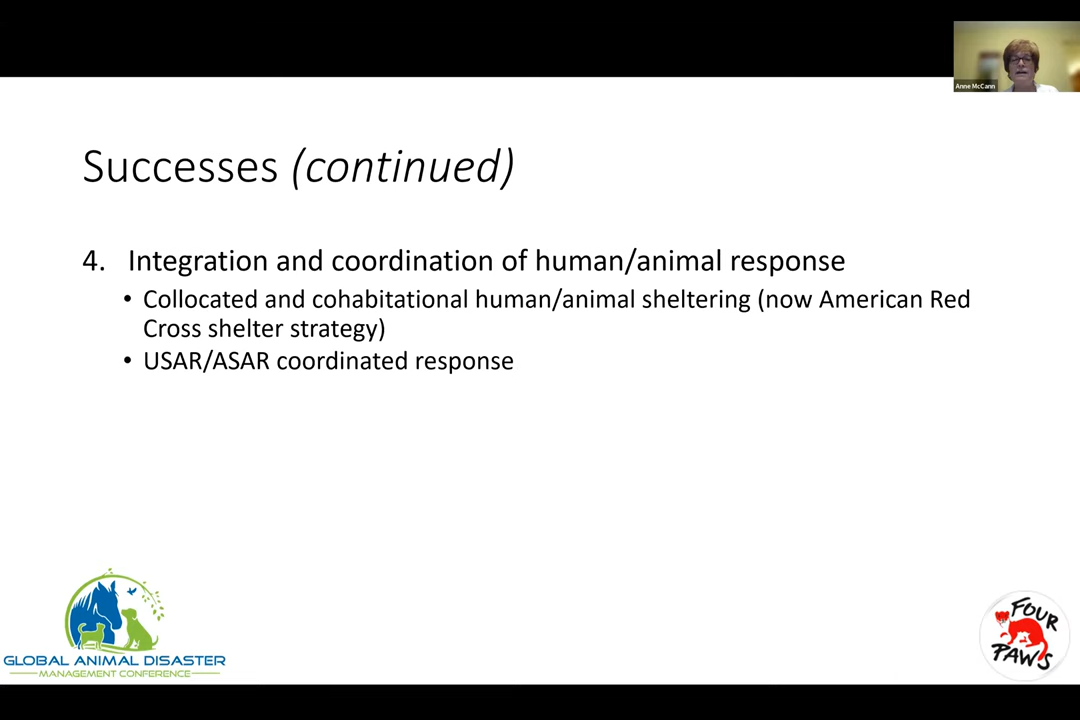 Anne McCann
Successes (continued)
4. Integration and coordination of human/animal response
• Collocated and cohabitational human/animal sheltering (now American Red
Cross shelter strategy)
• USAR/ASAR coordinated response
GLOBAL ANIMAL DISASTER
MANAGEMENT CONFERENCE
FOUR
PAWS